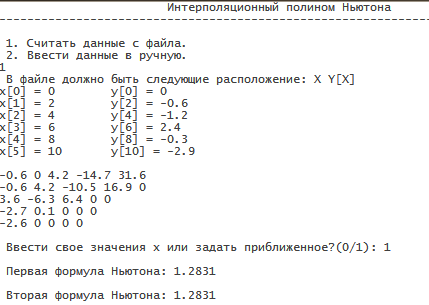 Интерполяционный полином Ньютона
--------------------------------------------------------------
1. Считать данные с файла.
2. Ввести данные в ручную.
1
В файле должно быть следующие расположение: X Y[X]
x[0] = 0 y[0] = 0
x[1] = 2 y[2] = -0.6
x[2] = 4 y[4] = -1.2
x[3] = 6 y[6] = 2.4
x[4] = 8 y[8] = -0.3
x[5] = 10 y[10] = -2.9
-0.6 0 4.2 -14.7 31.6
-0.6 4.2 -10.5 16.9 0
3.6 -6.3 6.4 0 0
-2.7 0.1 0 0 0
-2.6 0 0 0 0
Ввести свое значения x или задать приближенное?(0/1): 1
Первая формула Ньютона: 1.2831
Вторая формула Ньютона: 1.2831